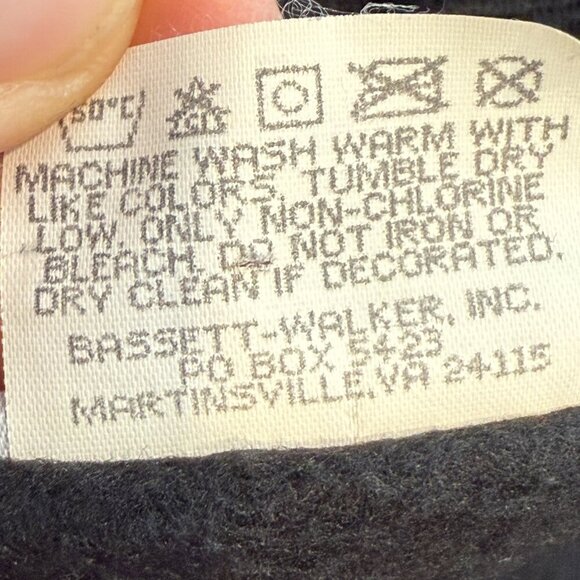 50°C
MACHINE WASH WARM WITH
LIKE COLORS, TUMBLE DRY
LOW, ONLY NON-CHLORINE
BLEACH. DO NOT IRON OR
DRY CLEAN IF DECORATED.
BASSETT-WALKER, INC.
PO BOX 5423
MARTINSVILLE,VA 24115